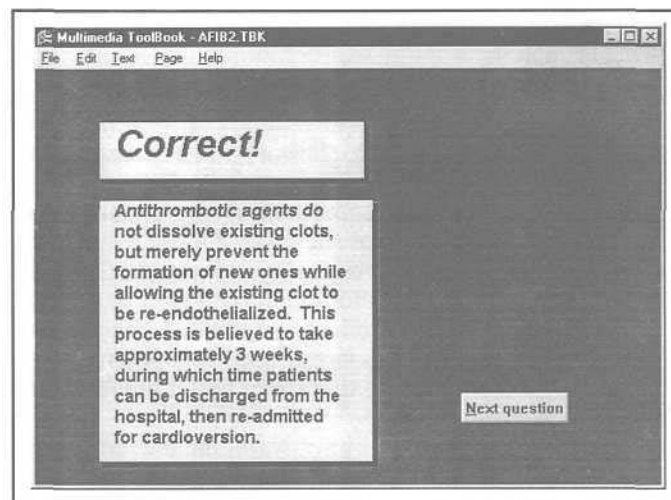 Multimedia ToolBook - AFIB2.TBK
File Edit Text Page Help
Correct!
Antithrombotic agents do
not dissolve existing clots,
but merely prevent the
formation of new ones while
allowing the existing clot to
be re-endothelialized. This
process is believed to take
approximately 3 weeks,
during which time patients
can be discharged from the
hospital, then re-admitted
for cardioversion.
Next question